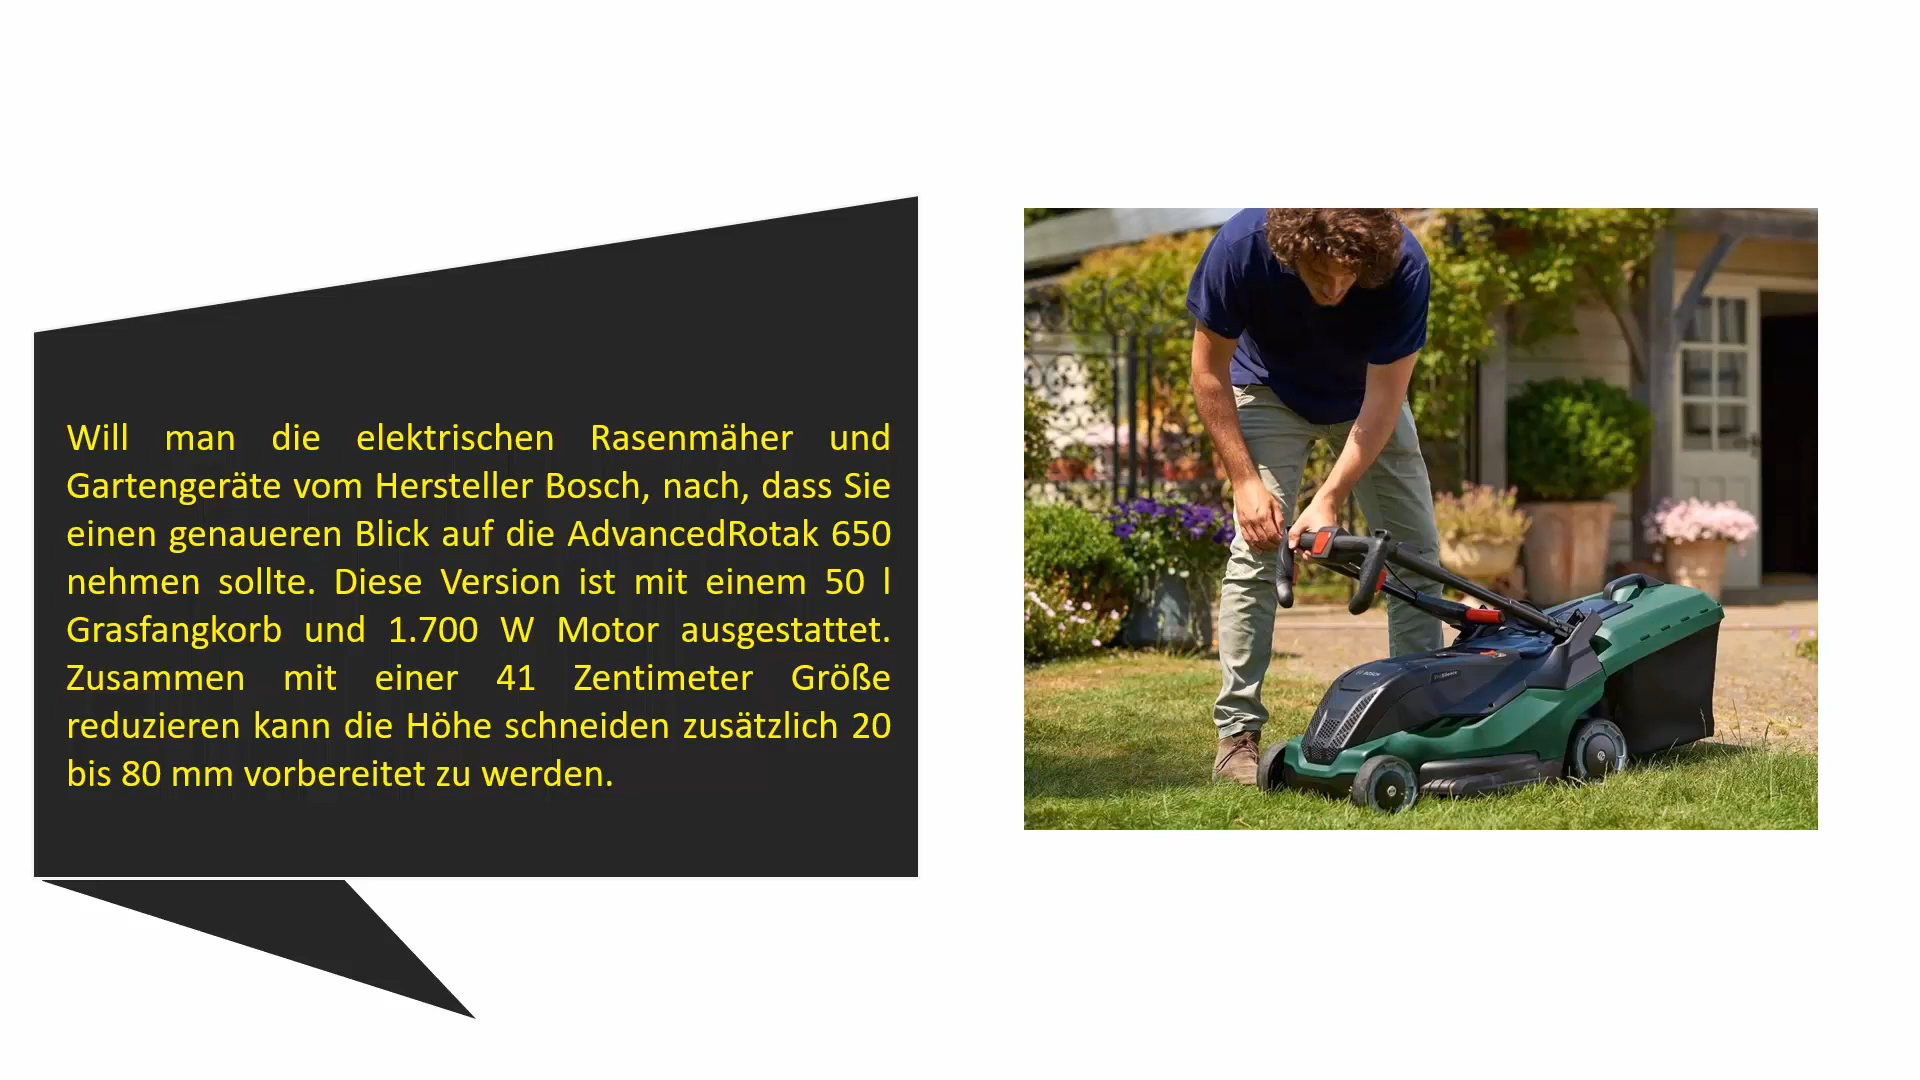 Will man die elektrischen Rasenmäher und
Gartengeräte vom Hersteller Bosch, nach, dass Sie
einen genaueren Blick auf die AdvancedRotak 650
nehmen sollte. Diese Version ist mit einem 50 l
Grasfangkorb und 1.700 W Motor ausgestattet.
Zusammen mit einer 41 Zentimeter Größe
reduzieren kann die Höhe schneiden zusätzlich 20
bis 80 mm vorbereitet zu werden.
BOSCH